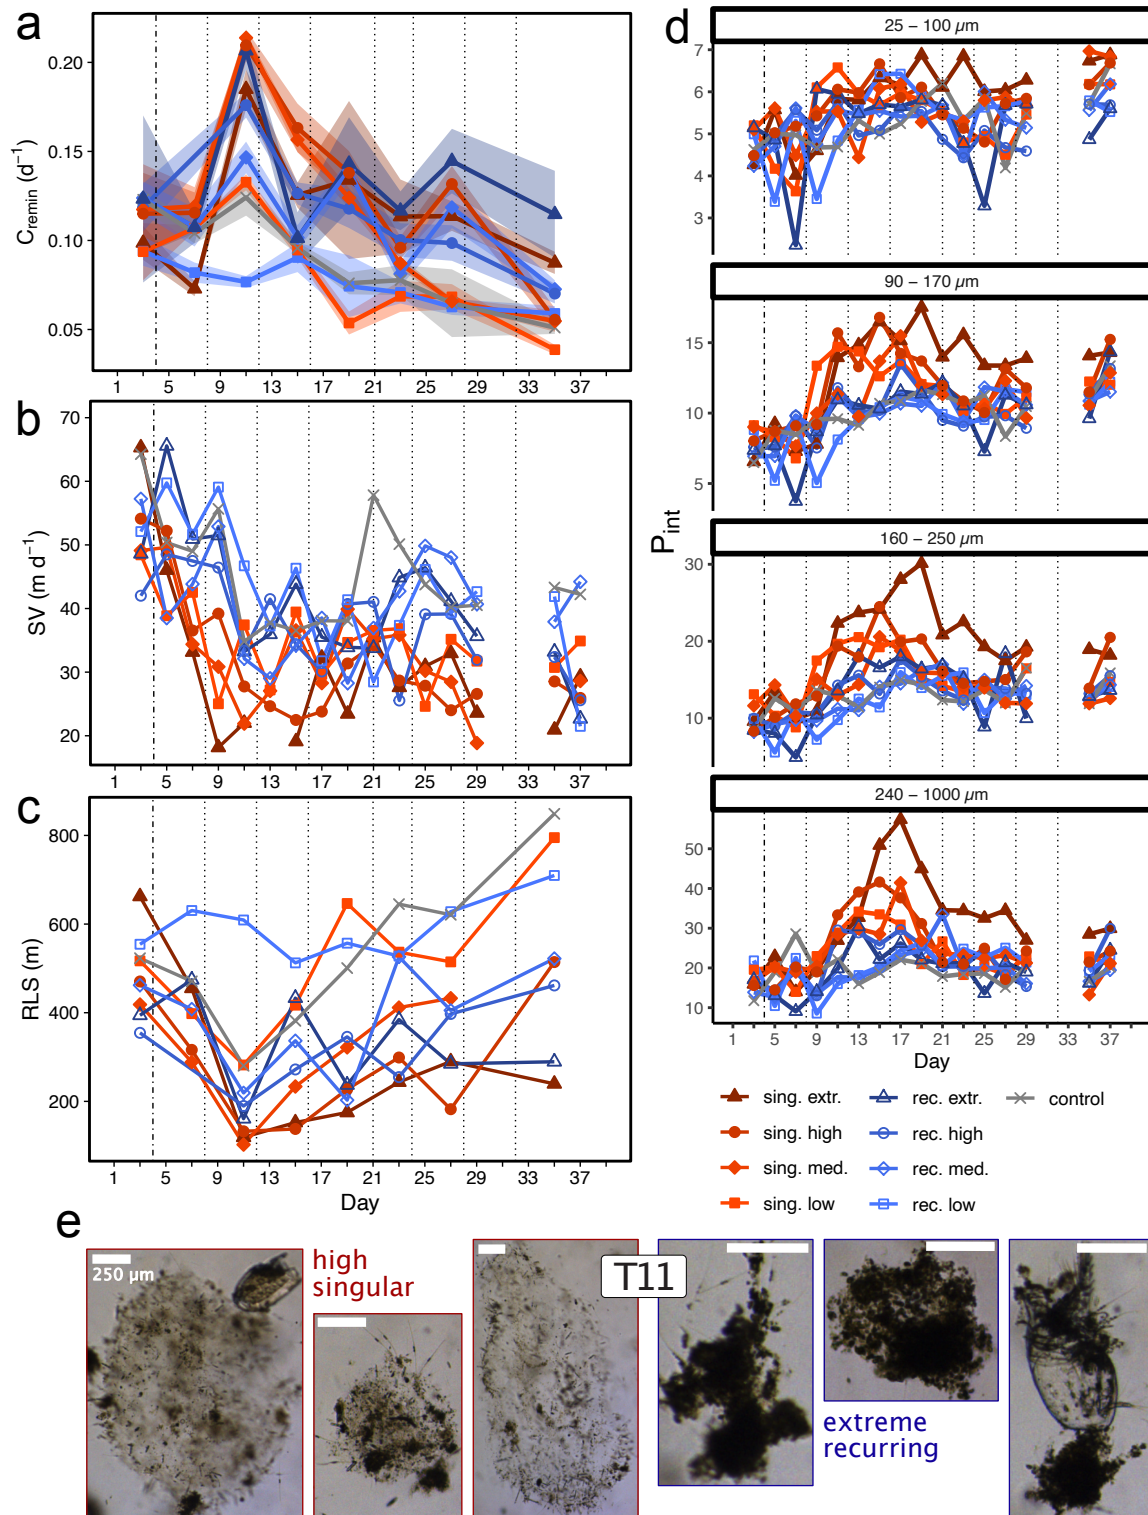 a
C_remin (d⁻¹)
0.20
0.15
0.10
0.05
1 5 9 13 17 21 25 29 33 37
b
SV (m d⁻¹)
70
60
50
40
30
20
1 5 9 13 17 21 25 29 33 37
c
RLS (m)
800
600
400
200
1 5 9 13 17 21 25 29 33 37
Day
d
P_int
25 – 100 μm
7
6
5
4
3
90 – 170 μm
15
10
5
160 – 250 μm
30
20
10
240 – 1000 μm
50
40
30
20
10
1 5 9 13 17 21 25 29 33 37
Day
sing. extr. rec. extr. control
sing. high rec. high
sing. med. rec. med.
sing. low rec. low
e
250 μm
high
singular
T11
extreme
recurring